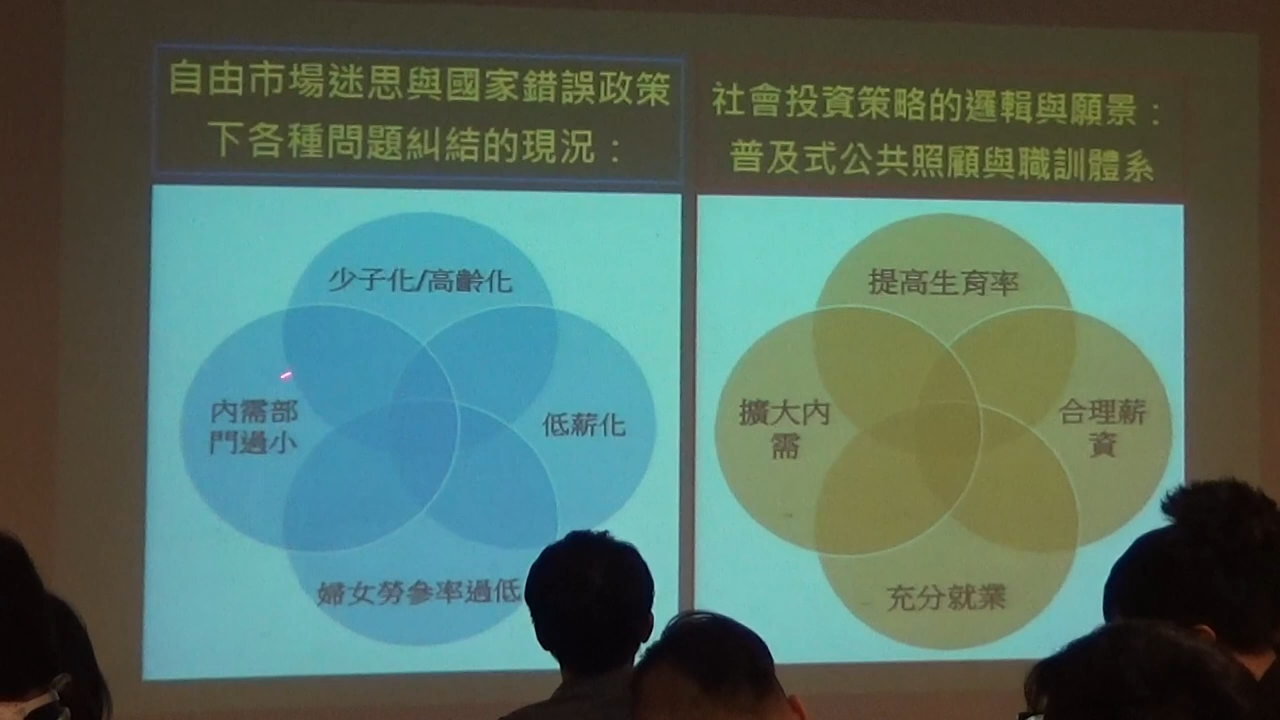 自由市場迷思與國家錯誤政策
下各種問題糾結的現況：
少子化/高齡化
內需部
門過小
低薪化
婦女勞參率過低
社會投資策略的邏輯與願景：
普及式公共照顧與職訓體系
提高生育率
擴大內
需
合理薪
資
充分就業